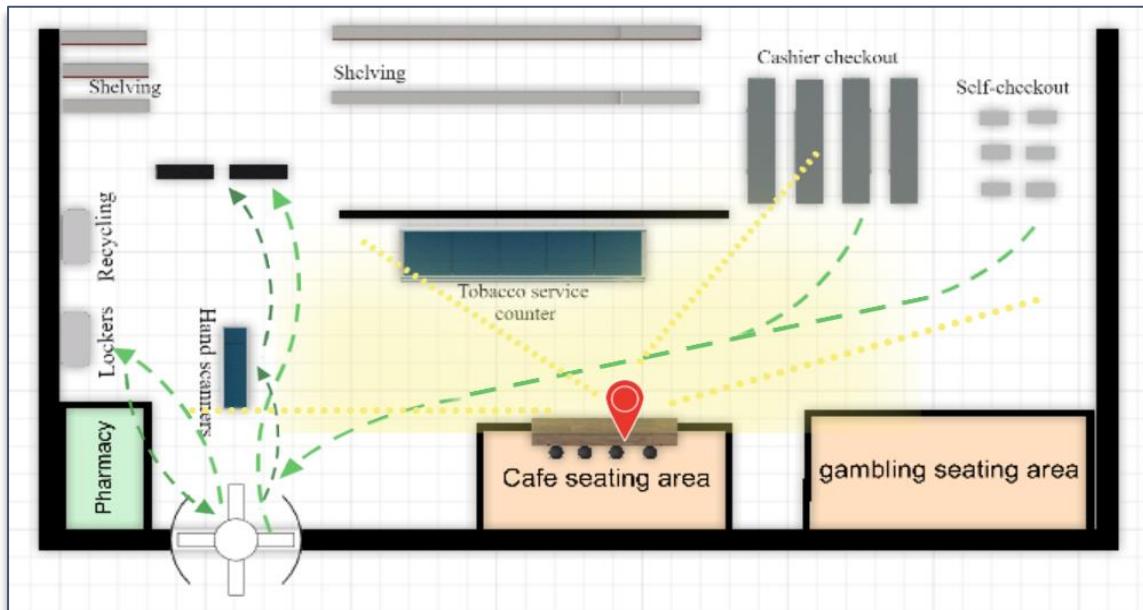 Shelving
Shelving
Cashier checkout
Self-checkout
Recycling
Lockers
Hand scanners
Tobacco service
counter
Pharmacy
Cafe seating area
gambling seating area